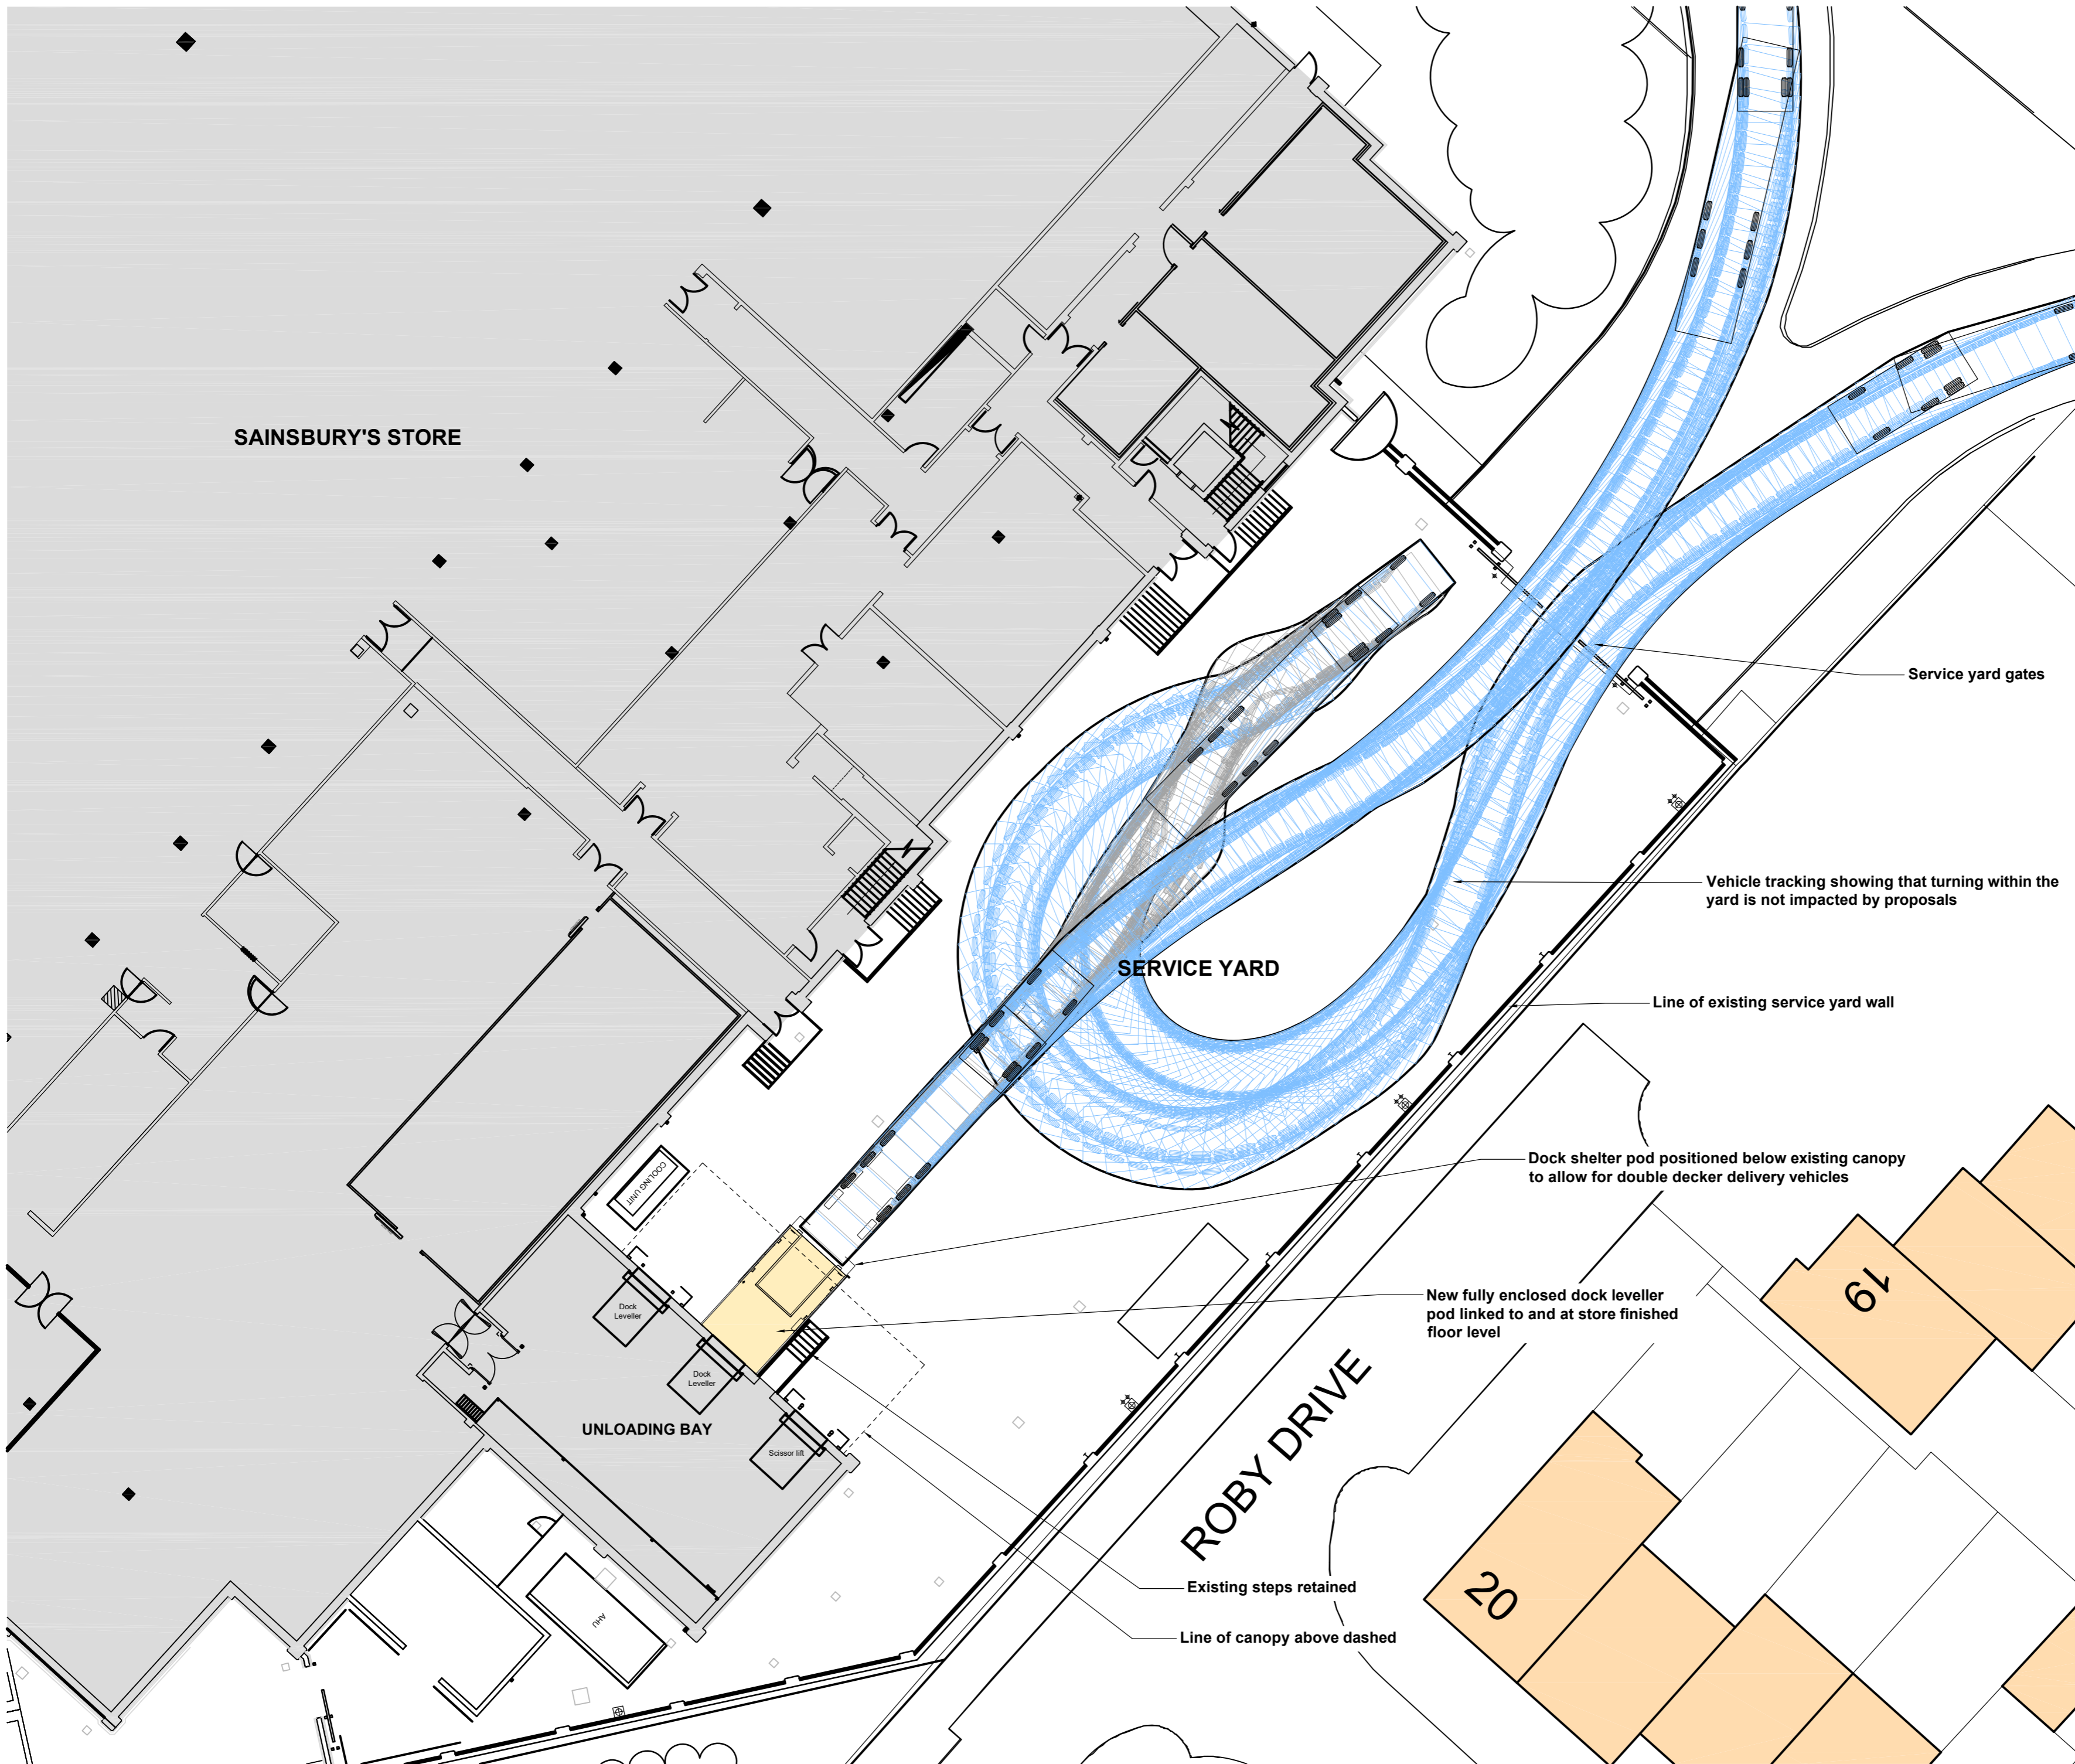 SAINSBURY'S STORE
Service yard gates
Vehicle tracking showing that turning within the
yard is not impacted by proposals
SERVICE YARD
Line of existing service yard wall
Dock shelter pod positioned below existing canopy
to allow for double decker delivery vehicles
COOLING UNIT
19
New fully enclosed dock leveller
pod linked to and at store finished
floor level
Dock
Leveller
Dock
Leveller
UNLOADING BAY
Scissor lift
ROBY DRIVE
20
Existing steps retained
AHU
Line of canopy above dashed